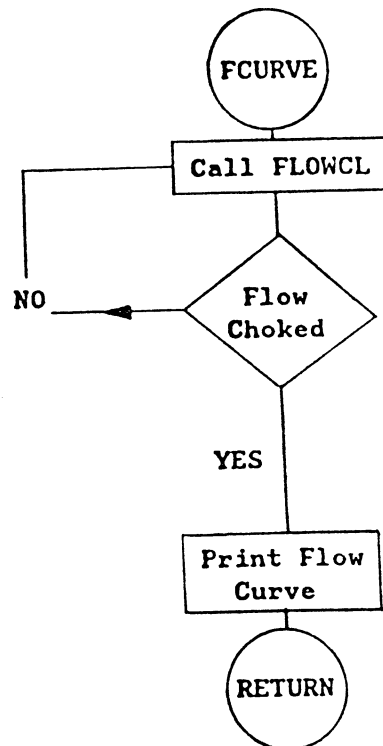 FCURVE
Call FLOWCL
Flow
Choked
NO
YES
Print Flow
Curve
RETURN